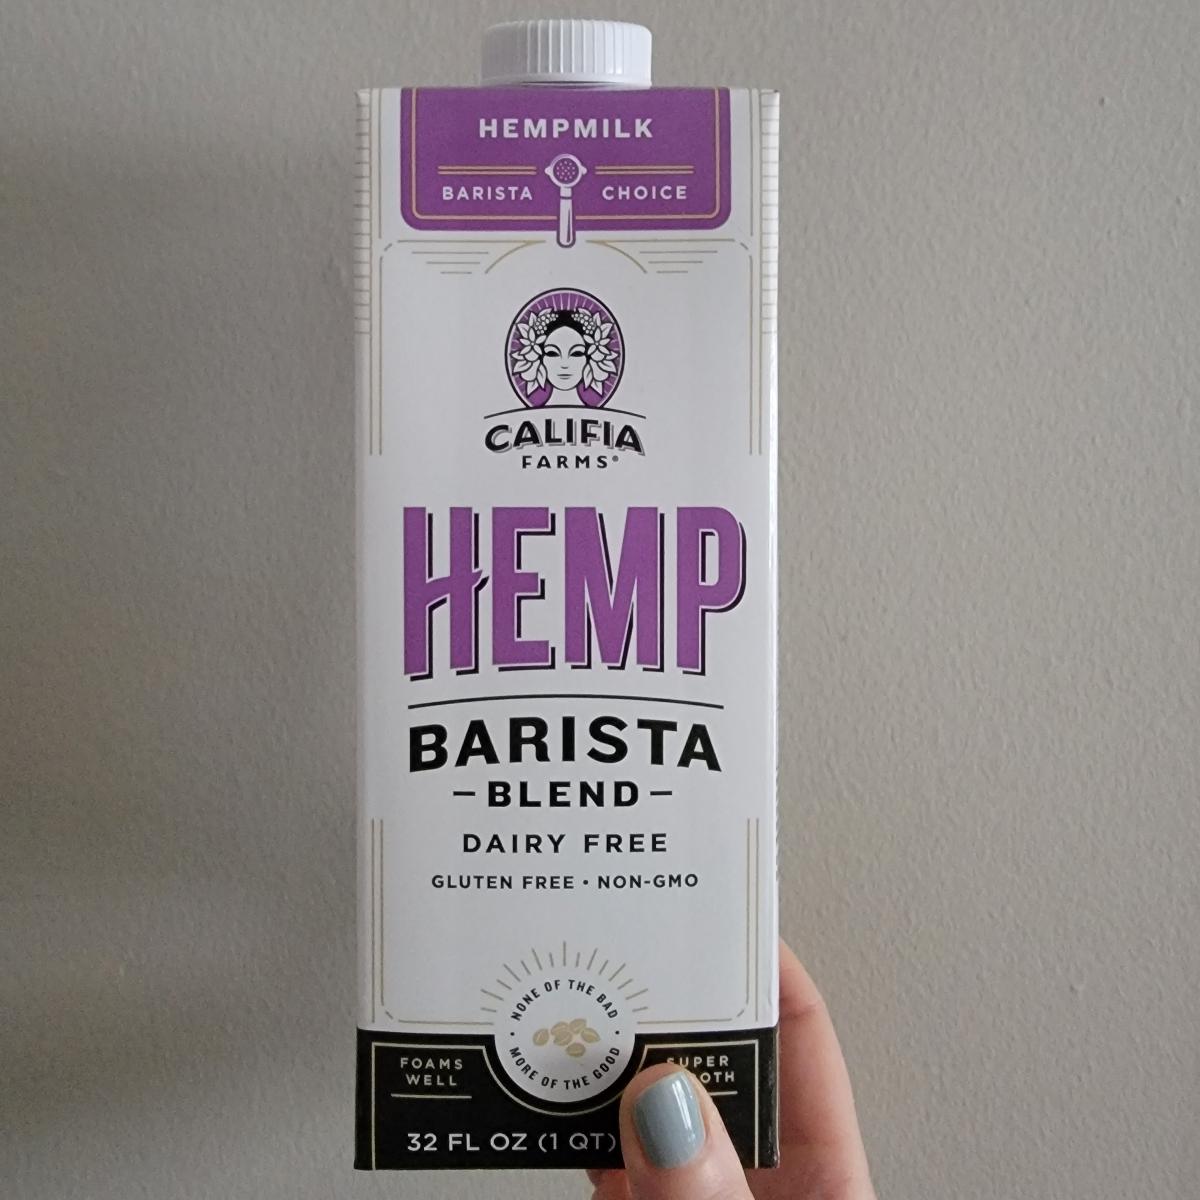 HEMPMILK
BARISTA CHOICE
CALIFIA
FARMS®
HEMP
BARISTA
-BLEND-
DAIRY FREE
GLUTEN FREE • NON-GMO
NONE OF THE BAD
• MORE OF THE GOOD •
FOAMS
WELL
SUPER
32 FL OZ (1 QT)